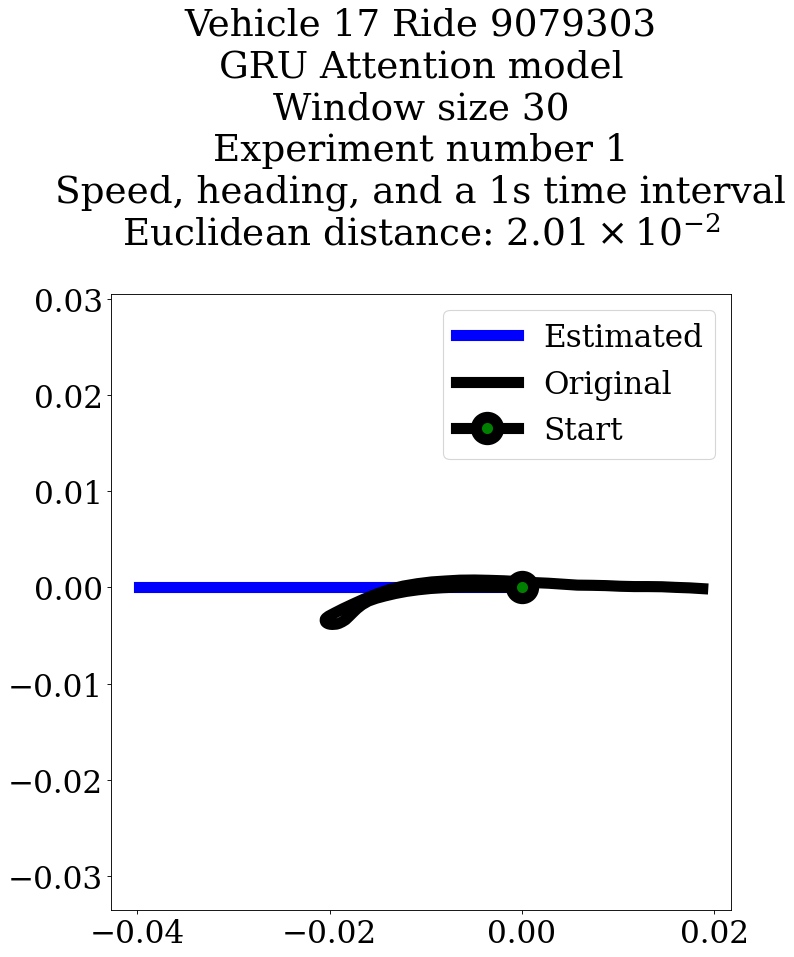 Vehicle 17 Ride 9079303
GRU Attention model
Window size 30
Experiment number 1
Speed, heading, and a 1s time interval
Euclidean distance: 2.01 × 10⁻²
0.03
0.02
0.01
0.00
−0.01
−0.02
−0.03
Estimated
Original
Start
−0.04
−0.02
0.00
0.02